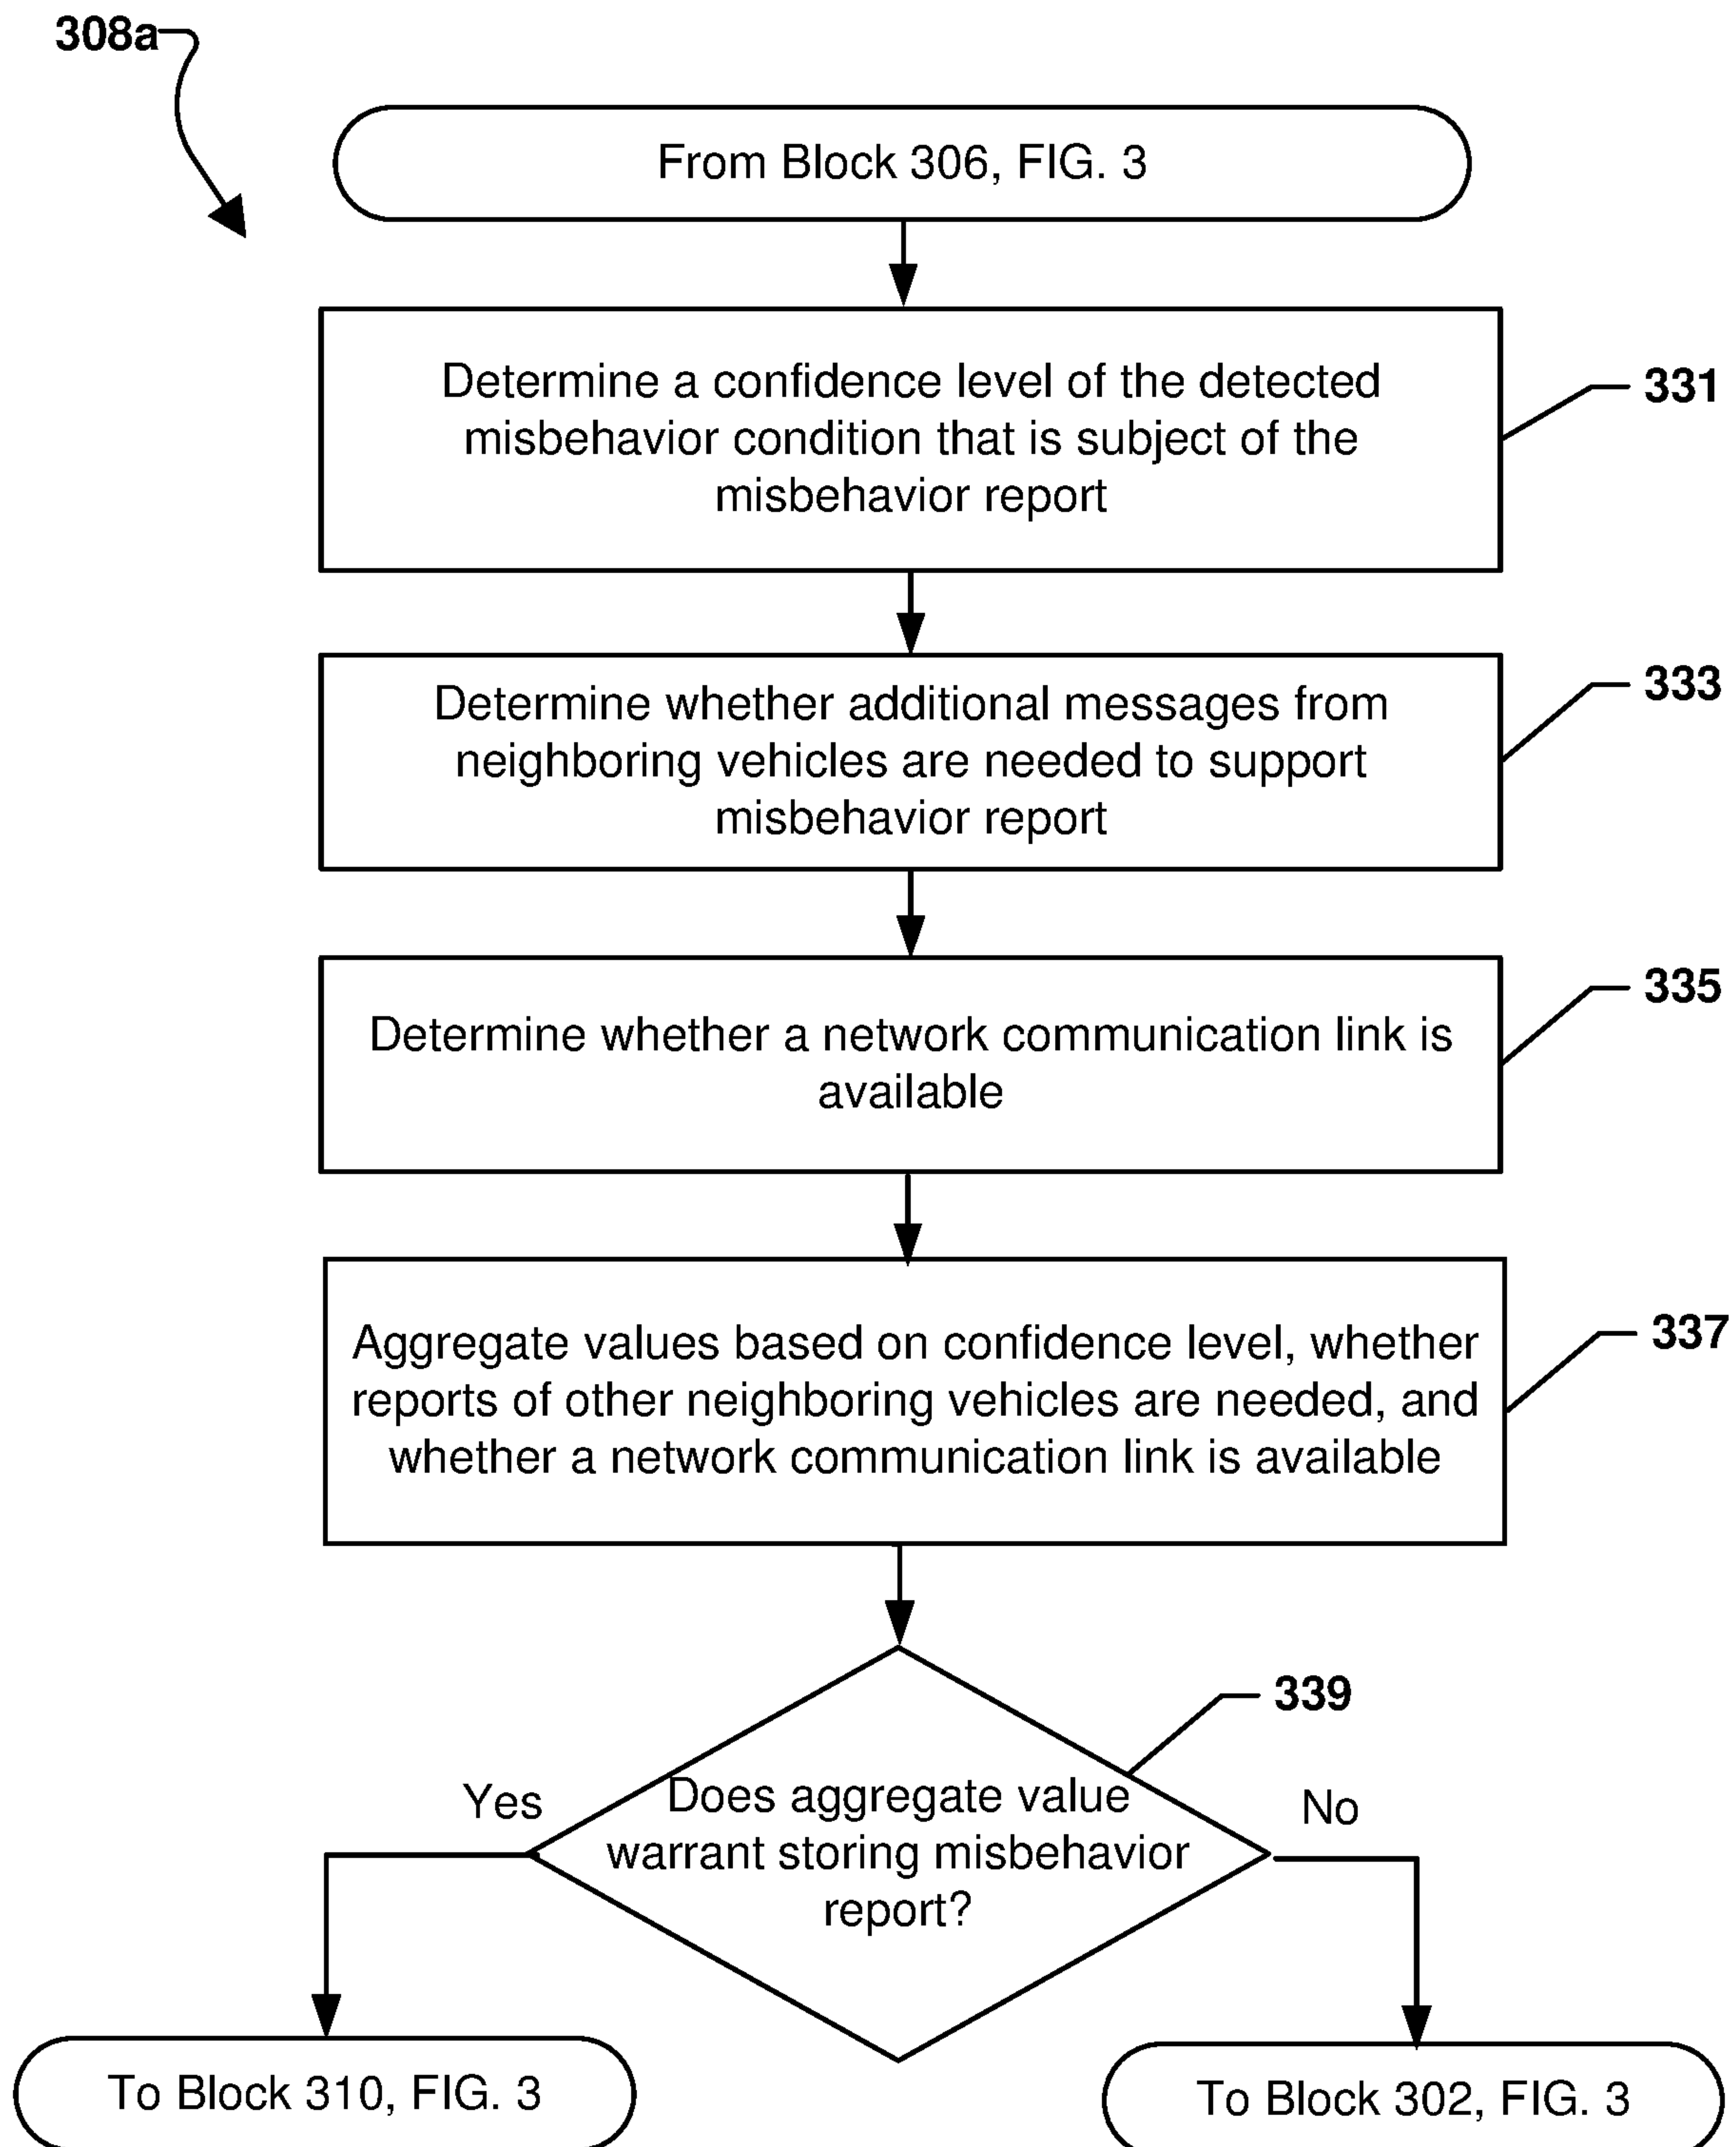 308a
From Block 306, FIG. 3
Determine a confidence level of the detected
misbehavior condition that is subject of the
misbehavior report
331
Determine whether additional messages from
neighboring vehicles are needed to support
misbehavior report
333
Determine whether a network communication link is
available
335
Aggregate values based on confidence level, whether
reports of other neighboring vehicles are needed, and
whether a network communication link is available
337
339
Does aggregate value
warrant storing misbehavior
report?
Yes
No
To Block 310, FIG. 3
To Block 302, FIG. 3